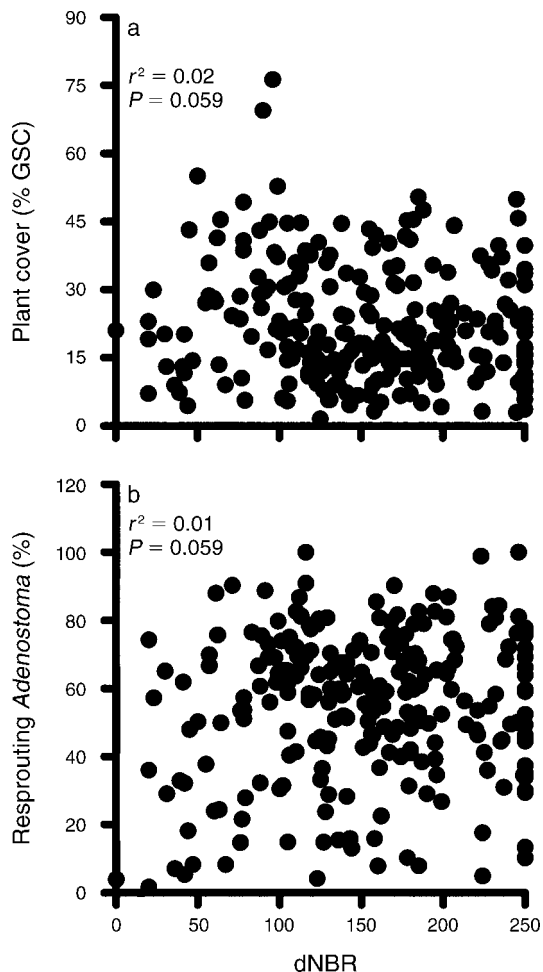 90
75
60
45
30
15
0
Plant cover (% GSC)
a
r² = 0.02
P = 0.059
120
100
80
60
40
20
0
Resprouting Adenostoma (%)
b
r² = 0.01
P = 0.059
0 50 100 150 200 250
dNBR